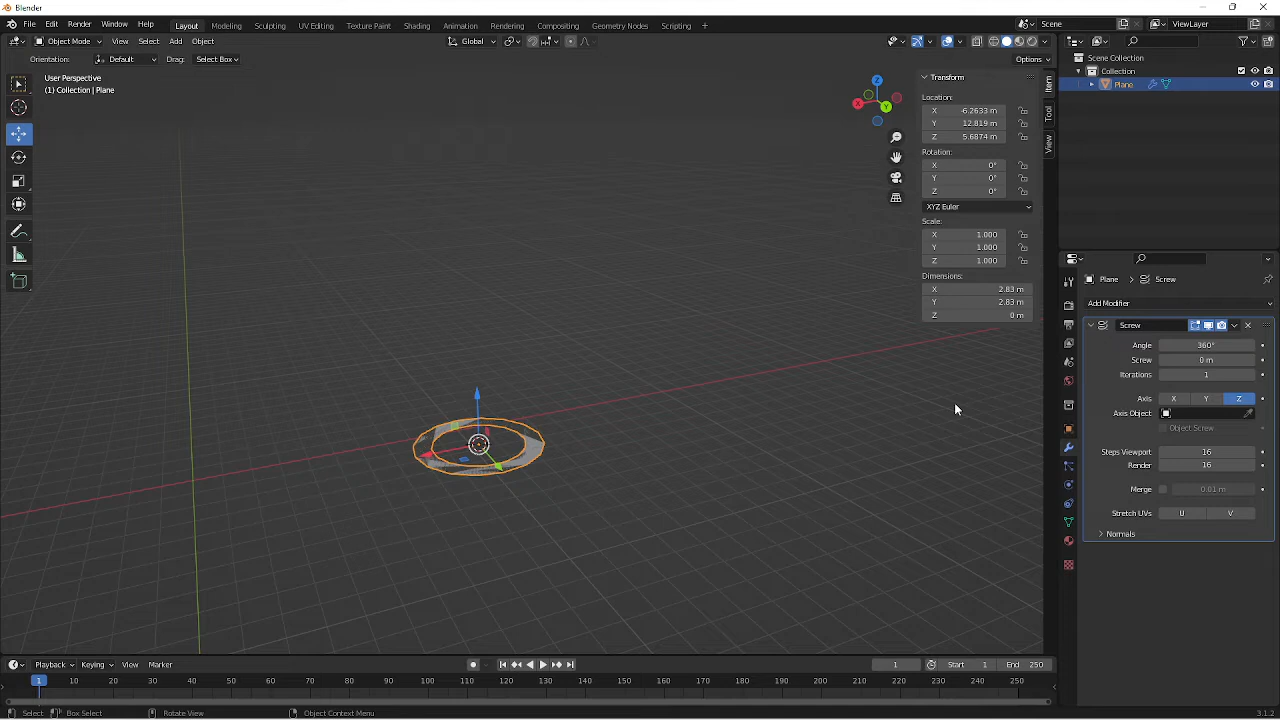 Blender
File Edit Render Window Help Layout Modeling Sculpting UV Editing Texture Paint Shading Animation Rendering Compositing Geometry Nodes Scripting + Scene ViewLayer
Object Mode View Select Add Object Global
Orientation: Default Drag: Select Box Options
User Perspective
(1) Collection | Plane
Z
X
Y
Transform
Location:
X -6.2633 m
Y 12.819 m
Z 5.6874 m
Rotation:
X 0°
Y 0°
Z 0°
XYZ Euler
Scale:
X 1.000
Y 1.000
Z 1.000
Dimensions:
X 2.83 m
Y 2.83 m
Z 0 m
Item
Tool
View
Scene Collection
Collection
Plane
Plane Screw
Add Modifier
Screw
Angle 360°
Screw 0 m
Iterations 1
Axis X Y Z
Axis Object
Object Screw
Steps Viewport 16
Render 16
Merge 0.01 m
Stretch UVs U V
Normals
Playback Keying View Marker 1 Start 1 End 250
1 10 20 30 40 50 60 70 80 90 100 110 120 130 140 150 160 170 180 190 200 210 220 230 240 250
Select Box Select Rotate View Object Context Menu 3.1.2